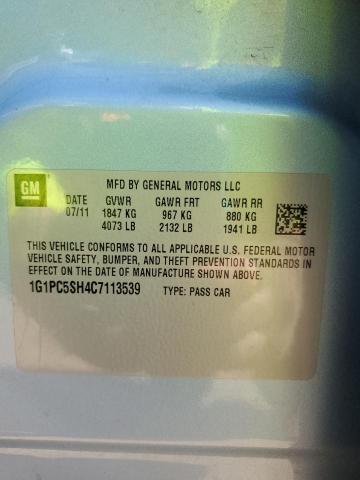 GM
MFD BY GENERAL MOTORS LLC
DATE GVWR GAWR FRT GAWR RR
07/11 1847 KG 967 KG 880 KG
4073 LB 2132 LB 1941 LB
THIS VEHICLE CONFORMS TO ALL APPLICABLE U.S. FEDERAL MOTOR
VEHICLE SAFETY, BUMPER, AND THEFT PREVENTION STANDARDS IN
EFFECT ON THE DATE OF MANUFACTURE SHOWN ABOVE.
1G1PC5SH4C7113539 TYPE: PASS CAR